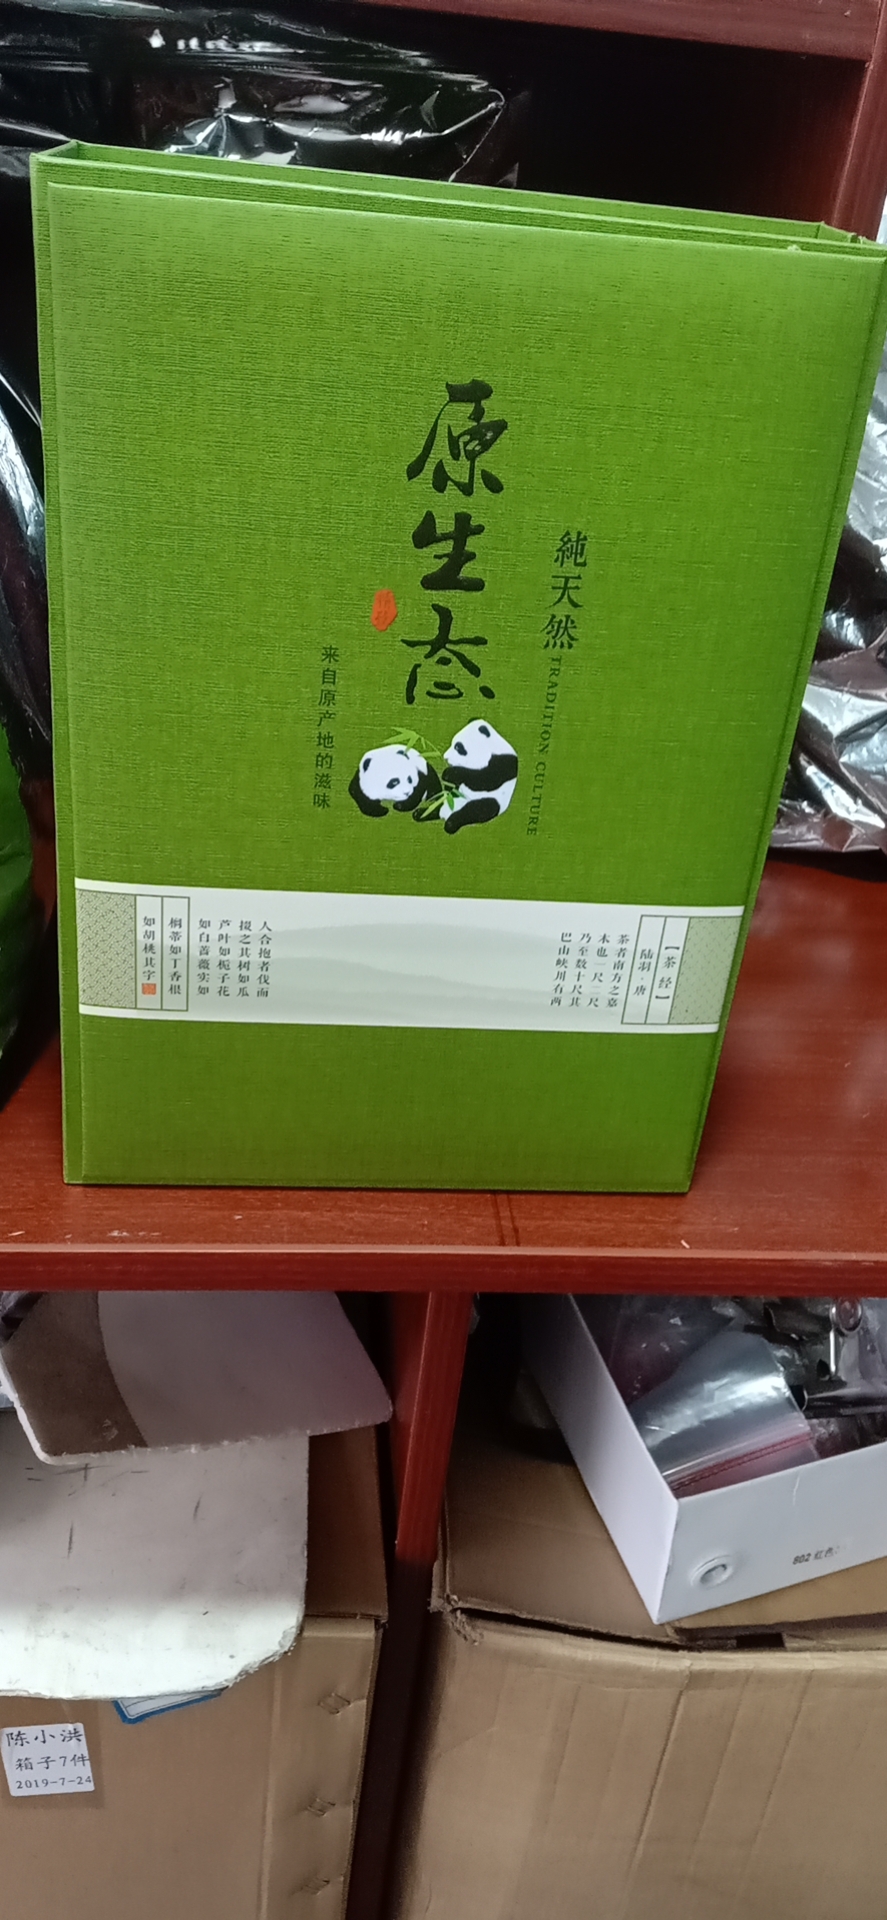 原生态
純天然
TRADITION CULTURE
来自原产地的滋味
【茶经】
陆羽·唐
茶者南方之嘉
木也一尺二尺
乃至数十尺其
巴山峡川有两
人合抱者伐而
掇之其树如瓜
芦叶如栀子花
如白蔷薇实如
栟蒂如丁香根
如胡桃其字
802 红色:
陈小洪
箱子7件
2019-7-24